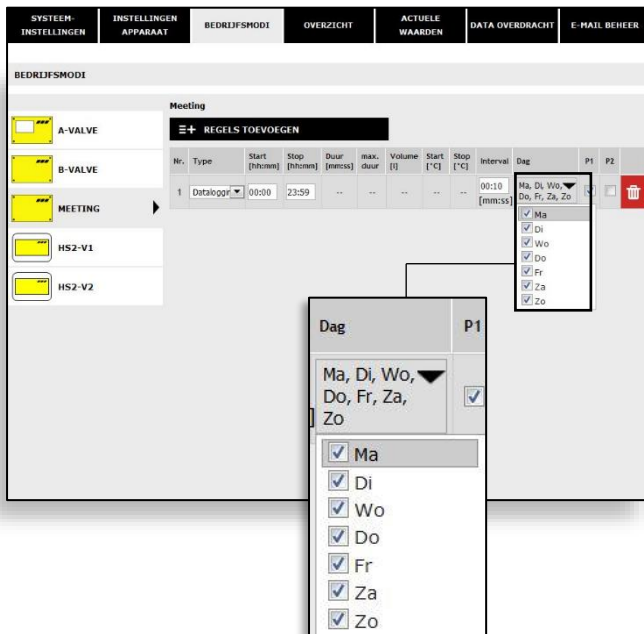 SYSTEEM-
INSTELLINGEN
INSTELLINGEN
APPARAAT
BEDRIJFSMODI
OVERZICHT
ACTUELE
WAARDEN
DATA OVERDRACHT
E-MAIL BEHEER
BEDRIJFSMODI
A-VALVE
B-VALVE
MEETING
HS2-V1
HS2-V2
Meeting
REGELS TOEVOEGEN
Nr. Type Start [hh:mm] Stop [hh:mm] Duur [mm:ss] max. duur Volume [l] Start [°C] Stop [°C] Interval Dag P1 P2
1 Dataloggr 00:00 23:59 -- -- -- -- -- 00:10 [mm:ss] Ma, Di, Wo,
Do, Fr, Za, Zo
Ma
Di
Wo
Do
Fr
Za
Zo
Dag P1
Ma, Di, Wo,
Do, Fr, Za,
Zo
Ma
Di
Wo
Do
Fr
Za
Zo